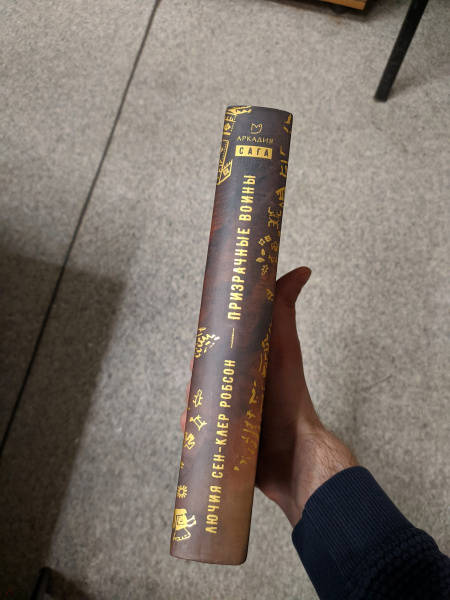 АРКАДИЯ
САГА
ЛЮЧИЯ СЕН-КЛЕР РОБСОН — ПРИЗРАЧНЫЕ ВОИНЫ